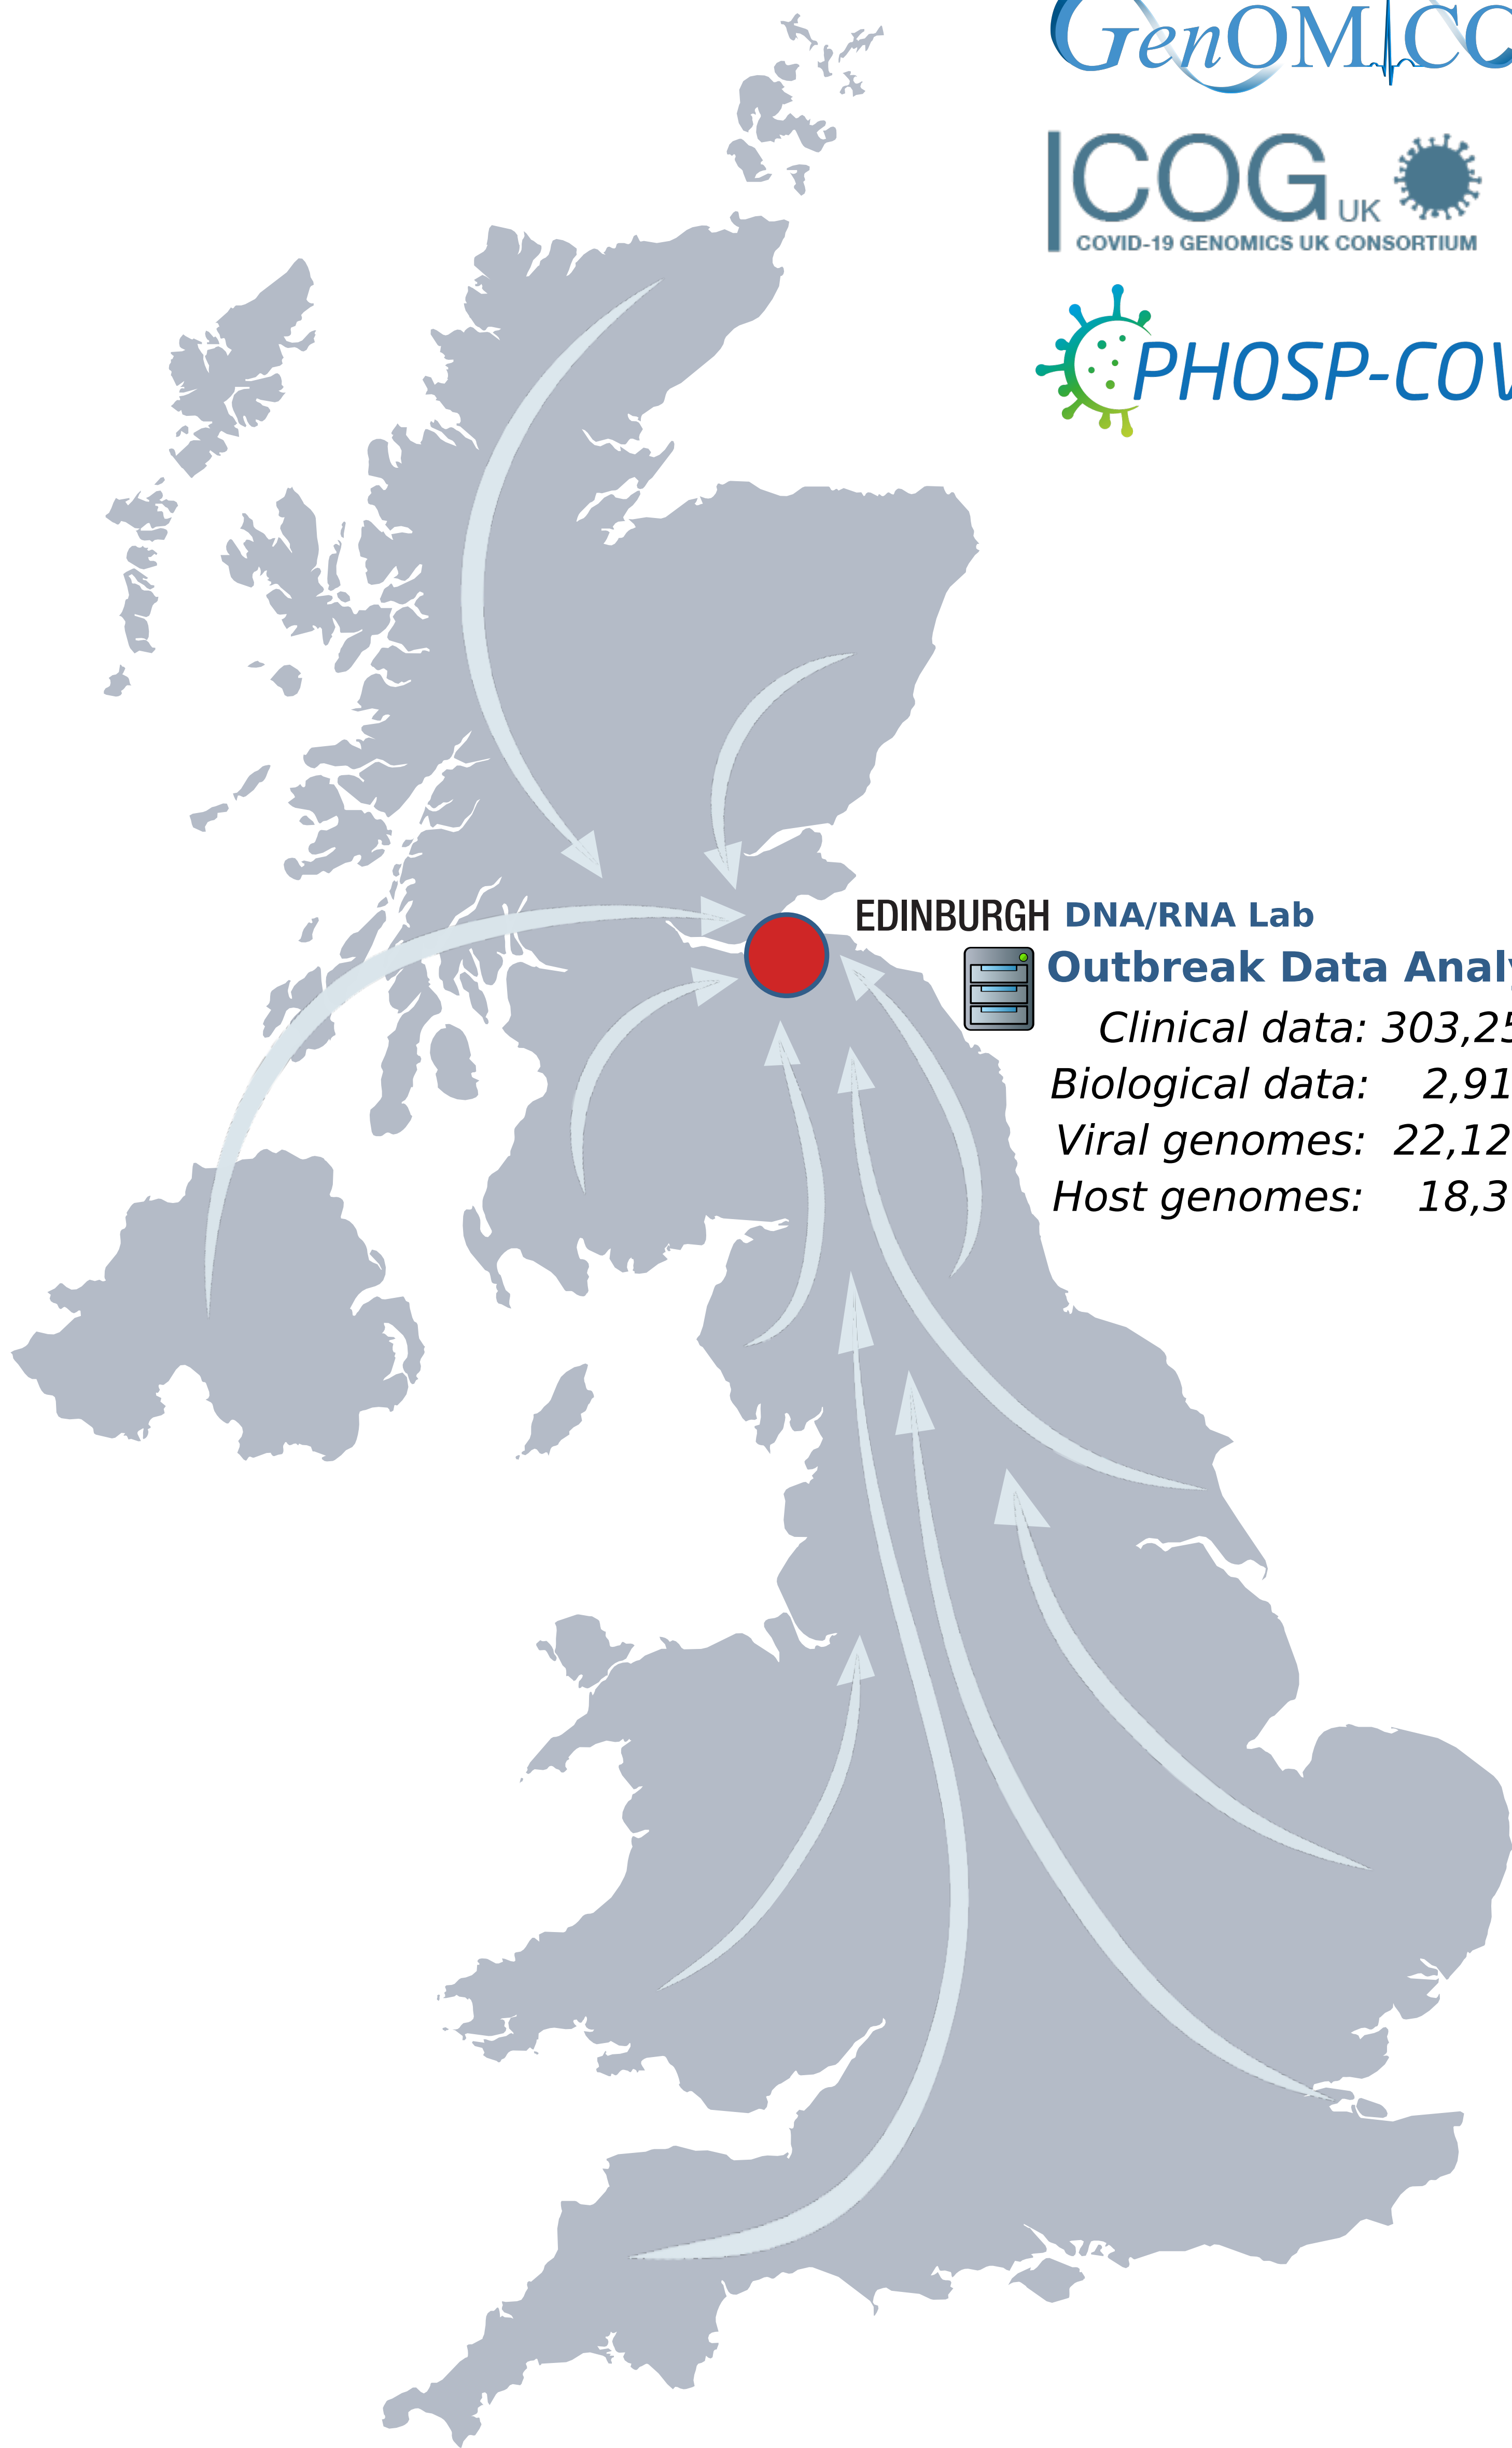 GenOMICC
COG UK
COVID-19 GENOMICS UK CONSORTIUM
PHOSP-COV
EDINBURGH DNA/RNA Lab
Outbreak Data Analy
Clinical data: 303,25
Biological data: 2,91
Viral genomes: 22,12
Host genomes: 18,3